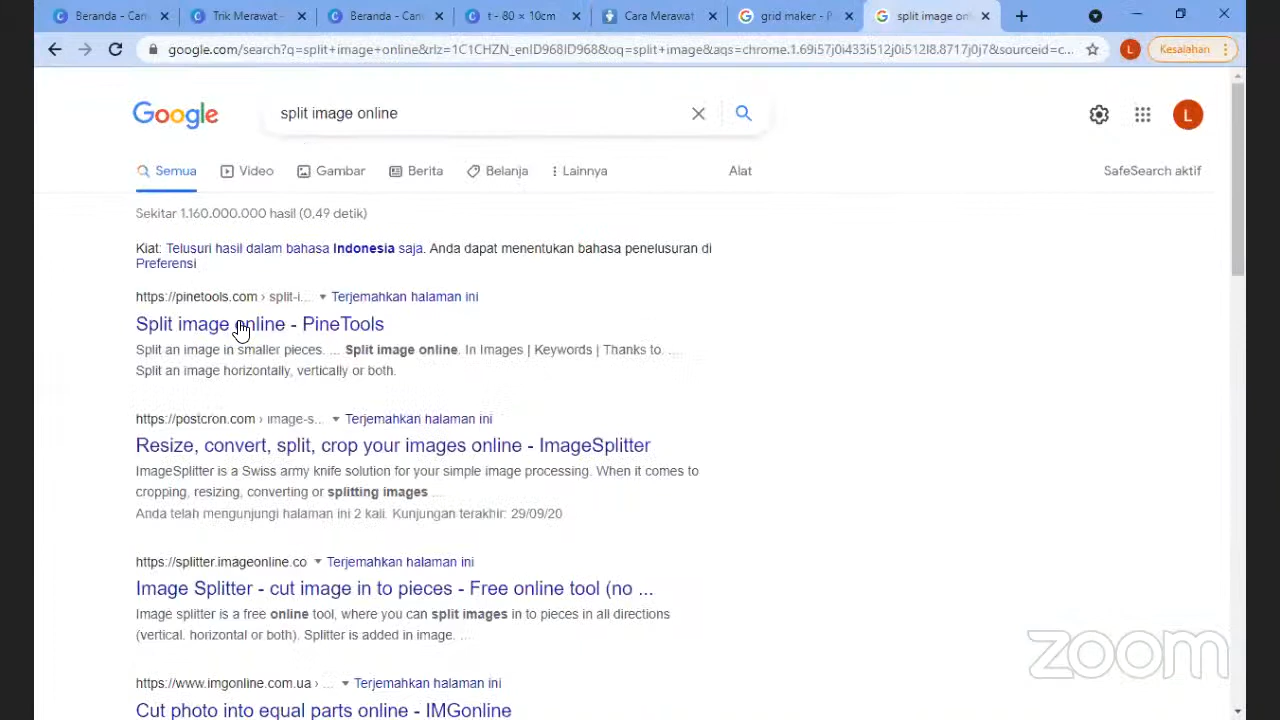 Beranda - Can
Trik Merawat -
Beranda - Can
t - 80 × 10cm
Cara Merawat
grid maker - P
split image on
google.com/search?q=split+image+online&rlz=1C1CHZN_enID968ID968&oq=split+image&aqs=chrome.1.69i57j0i433i512j0i512l8.8717j0j7&sourceid=c...
L
Kesalahan
Google
split image online
L
Semua
Video
Gambar
Berita
Belanja
Lainnya
Alat
SafeSearch aktif
Sekitar 1.160.000.000 hasil (0,49 detik)
Kiat: Telusuri hasil dalam bahasa Indonesia saja. Anda dapat menentukan bahasa penelusuran di
Preferensi
https://pinetools.com › split-i... Terjemahkan halaman ini
Split image online - PineTools
Split an image in smaller pieces. ... Split image online. In Images | Keywords | Thanks to. ...
Split an image horizontally, vertically or both.
https://postcron.com › image-s... Terjemahkan halaman ini
Resize, convert, split, crop your images online - ImageSplitter
ImageSplitter is a Swiss army knife solution for your simple image processing. When it comes to
cropping, resizing, converting or splitting images ...
Anda telah mengunjungi halaman ini 2 kali. Kunjungan terakhir: 29/09/20
https://splitter.imageonline.co Terjemahkan halaman ini
Image Splitter - cut image in to pieces - Free online tool (no ...
Image splitter is a free online tool, where you can split images in to pieces in all directions
(vertical. horizontal or both). Splitter is added in image. ...
zoom
https://www.imgonline.com.ua › ... Terjemahkan halaman ini
Cut photo into equal parts online - IMGonline